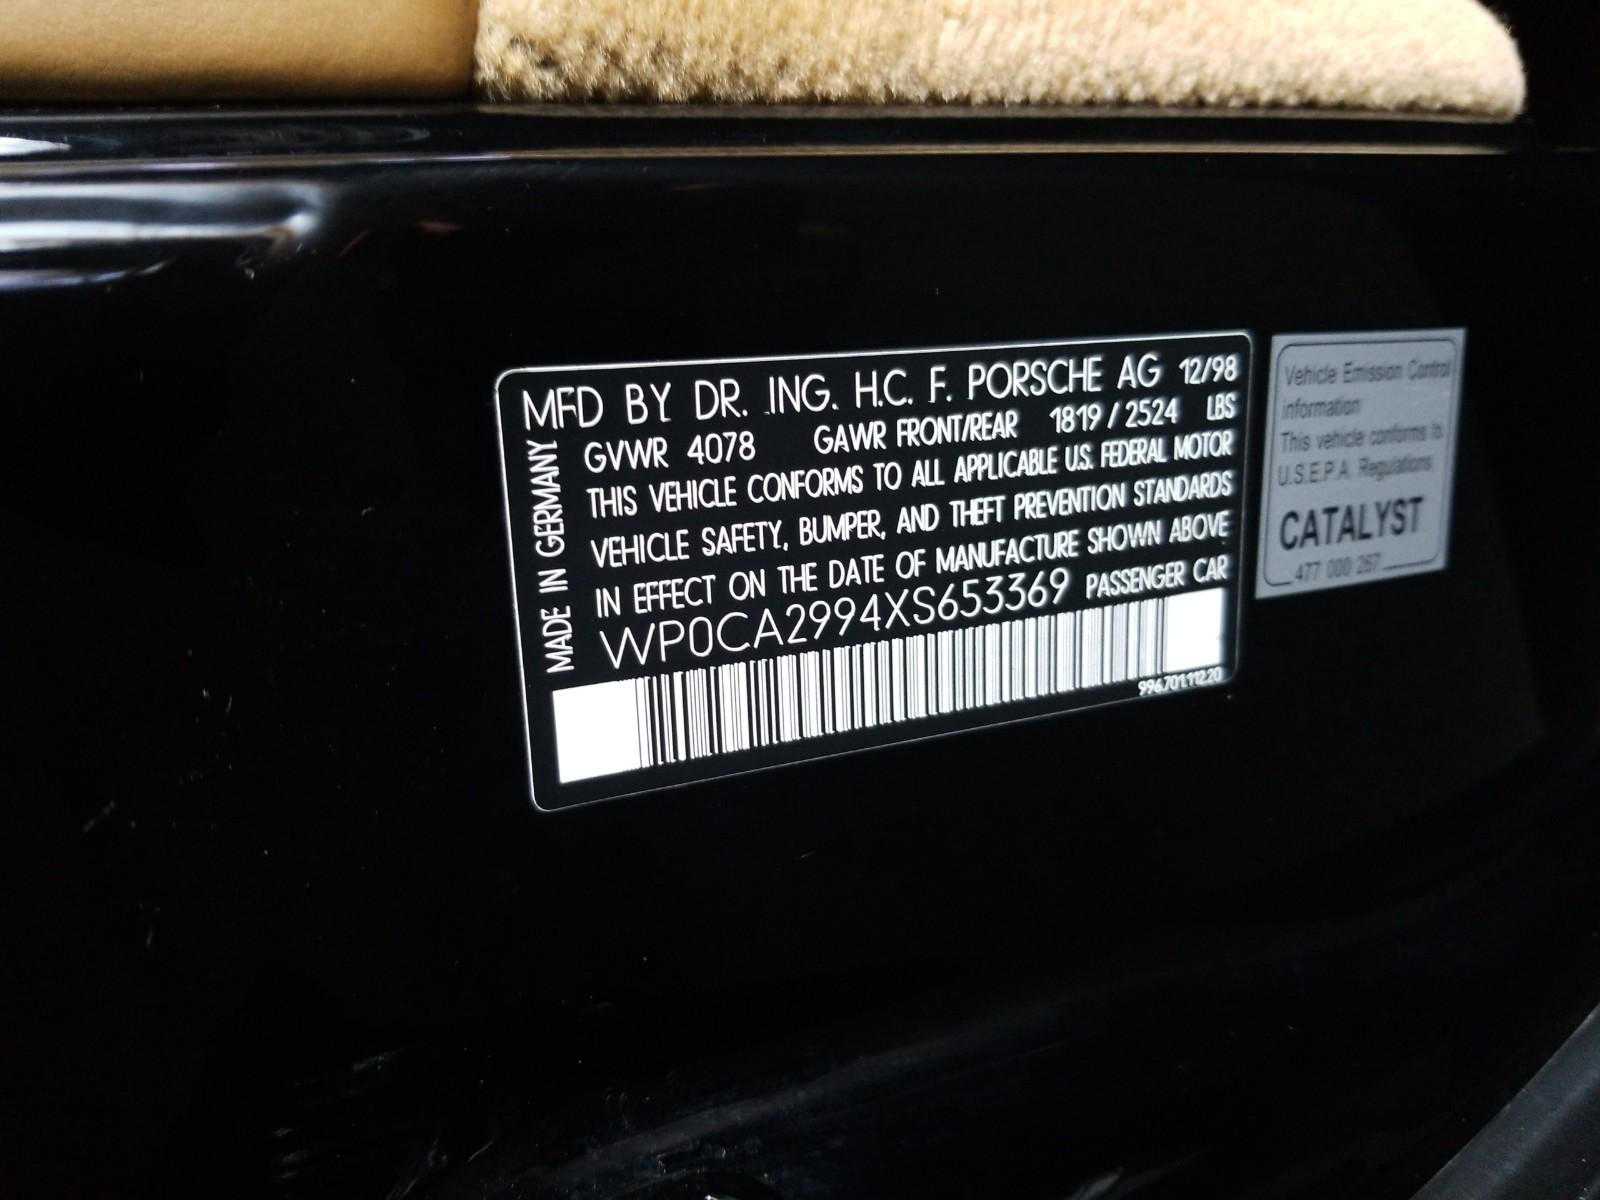 MFD BY DR. ING. H.C. F. PORSCHE AG 12/98
GVWR 4078 GAWR FRONT/REAR 1819 / 2524 LBS
THIS VEHICLE CONFORMS TO ALL APPLICABLE U.S. FEDERAL MOTOR
VEHICLE SAFETY, BUMPER, AND THEFT PREVENTION STANDARDS
IN EFFECT ON THE DATE OF MANUFACTURE SHOWN ABOVE
WP0CA2994XS653369 PASSENGER CAR
996.701.112.20
MADE IN GERMANY
Vehicle Emission Control
Information
This vehicle conforms to
U.S.E.P.A. Regulations
CATALYST
477 000 267